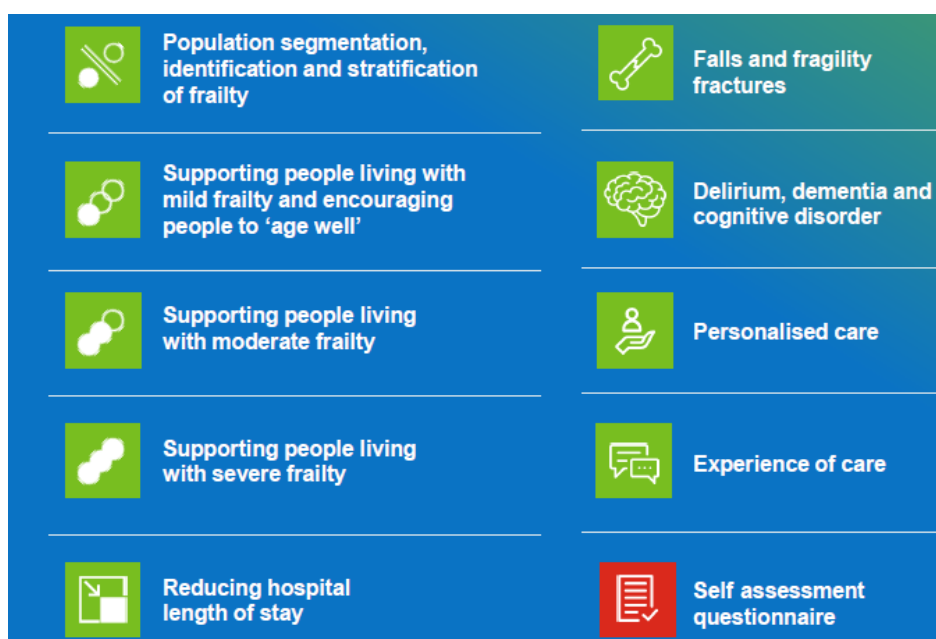 Population segmentation,
identification and stratification
of frailty
Supporting people living with
mild frailty and encouraging
people to ‘age well’
Supporting people living
with moderate frailty
Supporting people living
with severe frailty
Reducing hospital
length of stay
Falls and fragility
fractures
Delirium, dementia and
cognitive disorder
Personalised care
Experience of care
Self assessment
questionnaire